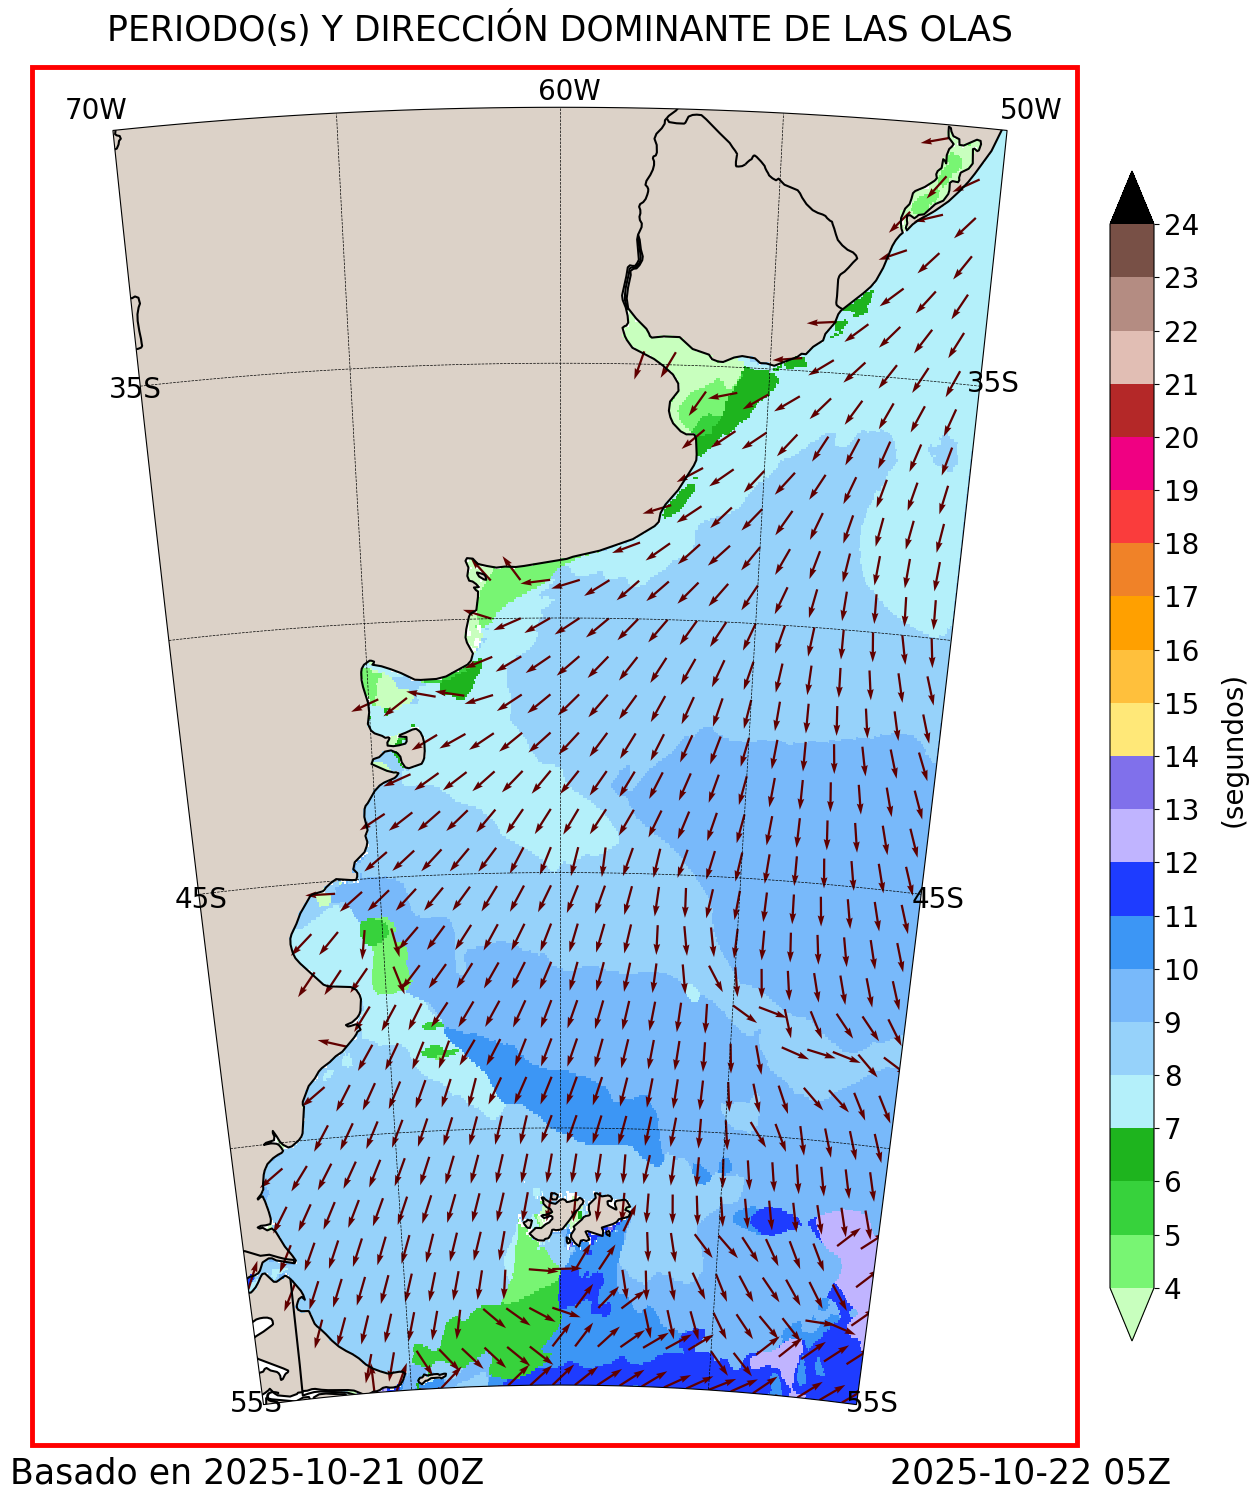 PERIODO(s) Y DIRECCIÓN DOMINANTE DE LAS OLAS
70W
60W
50W
35S
35S
45S
45S
55S
55S
24
23
22
21
20
19
18
17
16
15
14
13
12
11
10
9
8
7
6
5
4
(segundos)
Basado en 2025-10-21 00Z
2025-10-22 05Z